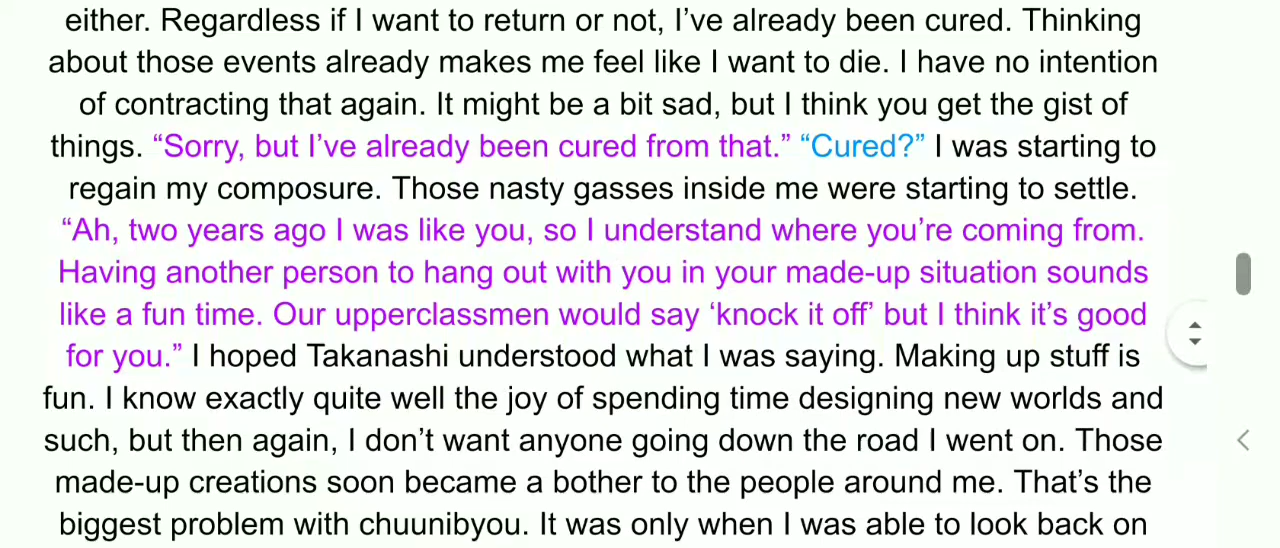 either. Regardless if I want to return or not, I’ve already been cured. Thinking
about those events already makes me feel like I want to die. I have no intention
of contracting that again. It might be a bit sad, but I think you get the gist of
things. “Sorry, but I’ve already been cured from that.” “Cured?” I was starting to
regain my composure. Those nasty gasses inside me were starting to settle.
“Ah, two years ago I was like you, so I understand where you’re coming from.
Having another person to hang out with you in your made-up situation sounds
like a fun time. Our upperclassmen would say ‘knock it off’ but I think it’s good
for you.” I hoped Takanashi understood what I was saying. Making up stuff is
fun. I know exactly quite well the joy of spending time designing new worlds and
such, but then again, I don’t want anyone going down the road I went on. Those
made-up creations soon became a bother to the people around me. That’s the
biggest problem with chuunibyou. It was only when I was able to look back on